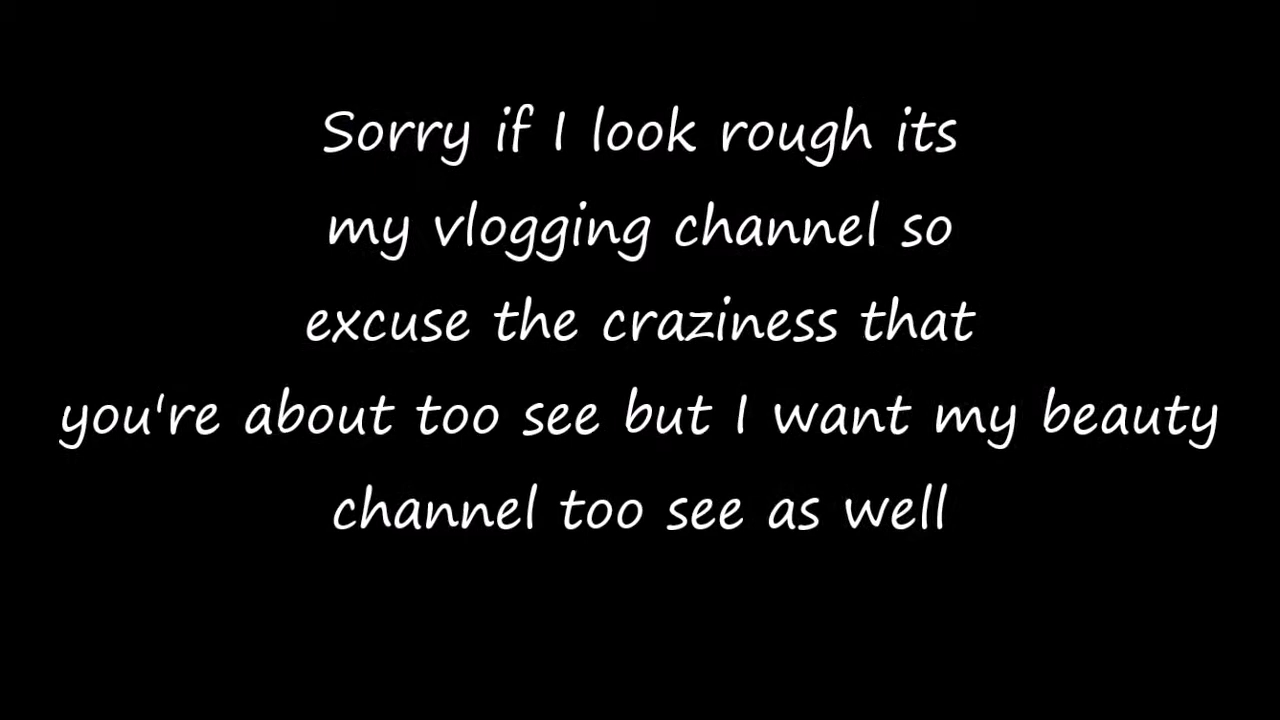 Sorry if I look rough its
my vlogging channel so
excuse the craziness that
you're about too see but I want my beauty
channel too see as well